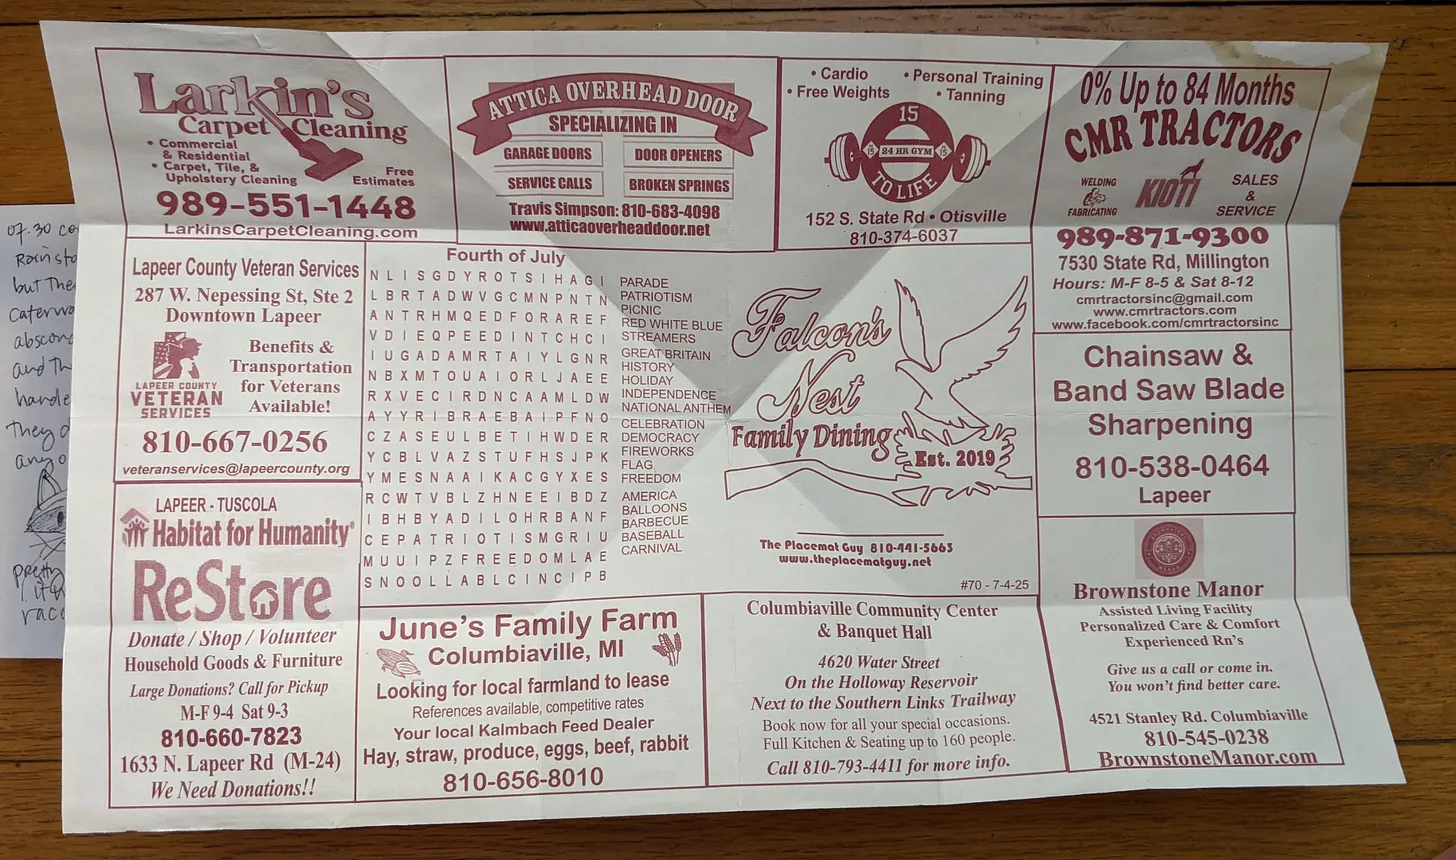 Larkin's
Carpet Cleaning
• Commercial
& Residential
• Carpet, Tile, &
Upholstery Cleaning
Free
Estimates
989-551-1448
LarkinsCarpetCleaning.com
ATTICA OVERHEAD DOOR
SPECIALIZING IN
GARAGE DOORS
DOOR OPENERS
SERVICE CALLS
BROKEN SPRINGS
Travis Simpson: 810-683-4098
www.atticaoverheaddoor.net
• Cardio
• Personal Training
• Free Weights
• Tanning
15
24 HR GYM
TO LIFE
152 S. State Rd • Otisville
810-374-6037
0% Up to 84 Months
CMR TRACTORS
WELDING
&
FABRICATING
KIOTI
SALES
&
SERVICE
989-871-9300
7530 State Rd, Millington
Hours: M-F 8-5 & Sat 8-12
cmrtractorsinc@gmail.com
www.cmrtractors.com
www.facebook.com/cmrtractorsinc
Lapeer County Veteran Services
287 W. Nepessing St, Ste 2
Downtown Lapeer
LAPEER COUNTY
VETERAN
SERVICES
Benefits &
Transportation
for Veterans
Available!
810-667-0256
veteranservices@lapeercounty.org
Fourth of July
N L I S G D Y R O T S I H A G I
L B R T A D W V G C M N P N T N
A N T R H M Q E D F O R A R E F
V D I E Q P E E D I N T C H C I
I U G A D A M R T A I Y L G N R
N B X M T O U A I O R L J A E E
R X V E C I R D N C A A M L D W
A Y Y R I B R A E B A I P F N O
C Z A S E U L B E T I H W D E R
Y C B L V A Z S T U F H S J P K
Y M E S N A A I K A C G Y X E S
R C W T V B L Z H N E E I B D Z
I B H B Y A D I L O H R B A N F
C E P A T R I O T I S M G R I U
M U U I P Z F R E E D O M L A E
S N O O L L A B L C I N C I P B
PARADE
PATRIOTISM
PICNIC
RED WHITE BLUE
STREAMERS
GREAT BRITAIN
HISTORY
HOLIDAY
INDEPENDENCE
NATIONAL ANTHEM
CELEBRATION
DEMOCRACY
FIREWORKS
FLAG
FREEDOM
AMERICA
BALLOONS
BARBECUE
BASEBALL
CARNIVAL
Falcon's
Nest
Family Dining
Est. 2019
The Placemat Guy 810-441-5663
www.theplacematguy.net
#70 - 7-4-25
Chainsaw &
Band Saw Blade
Sharpening
810-538-0464
Lapeer
LAPEER - TUSCOLA
Habitat for Humanity®
ReStore
Donate / Shop / Volunteer
Household Goods & Furniture
Large Donations? Call for Pickup
M-F 9-4 Sat 9-3
810-660-7823
1633 N. Lapeer Rd (M-24)
We Need Donations!!
June's Family Farm
Columbiaville, MI
Looking for local farmland to lease
References available, competitive rates
Your local Kalmbach Feed Dealer
Hay, straw, produce, eggs, beef, rabbit
810-656-8010
Columbiaville Community Center
& Banquet Hall
4620 Water Street
On the Holloway Reservoir
Next to the Southern Links Trailway
Book now for all your special occasions.
Full Kitchen & Seating up to 160 people.
Call 810-793-4411 for more info.
Brownstone Manor
Assisted Living Facility
Personalized Care & Comfort
Experienced Rn's
Give us a call or come in.
You won't find better care.
4521 Stanley Rd. Columbiaville
810-545-0238
BrownstoneManor.com
but The
and Th
they
pretty